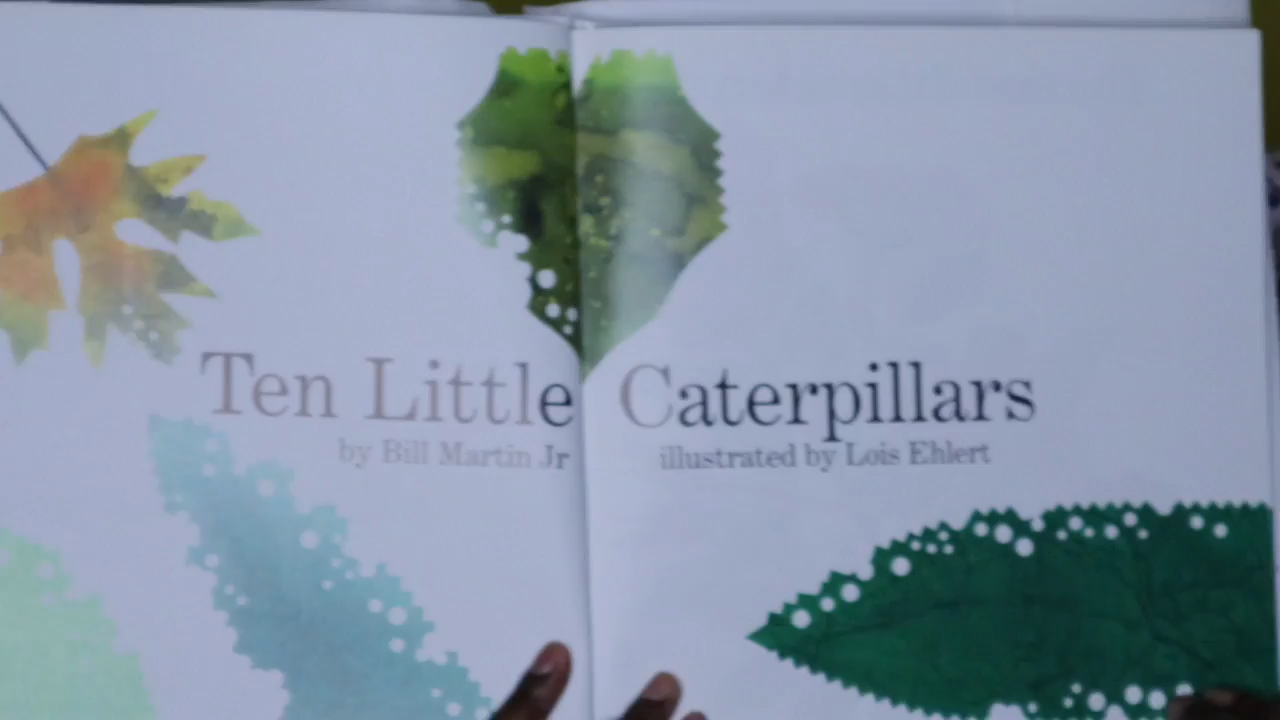 Ten Little Caterpillars
by Bill Martin Jr illustrated by Lois Ehlert